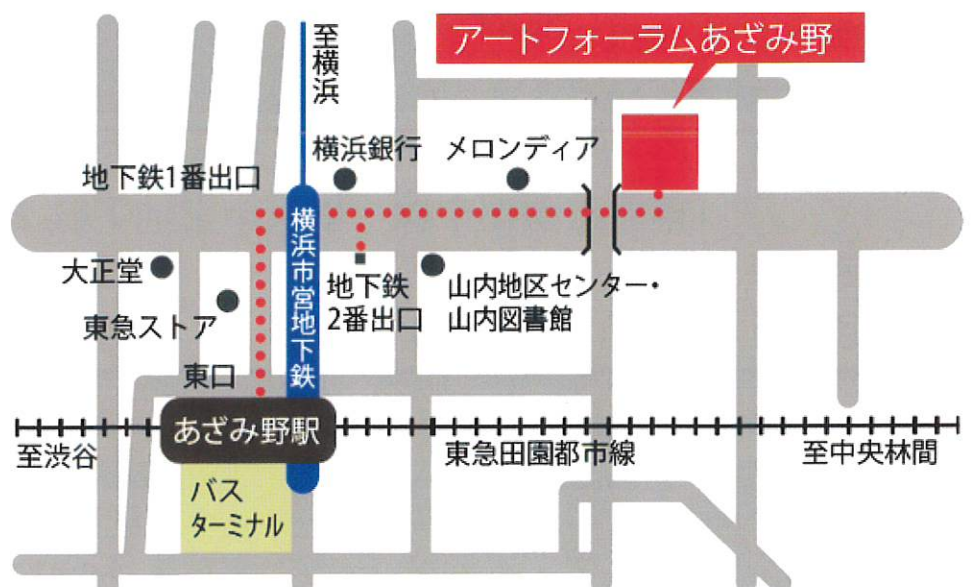 アートフォーラムあざみ野
至横浜
横浜銀行
メロンディア
地下鉄1番出口
横浜市営地下鉄
大正堂
地下鉄
2番出口
山内地区センター・
山内図書館
東急ストア
東口
あざみ野駅
至渋谷
東急田園都市線
至中央林間
バス
ターミナル